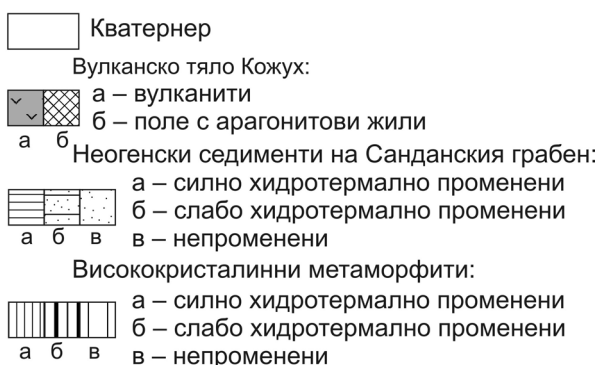 Кватернер
Вулканско тяло Кожух:
а – вулканити
б – поле с арагонитови жили
а б
Неогенски седименти на Санданския грабен:
а – силно хидротермално променени
б – слабо хидротермално променени
в – непроменени
а б в
Висококристалинни метаморфити:
а – силно хидротермално променени
б – слабо хидротермално променени
в – непроменени
а б в